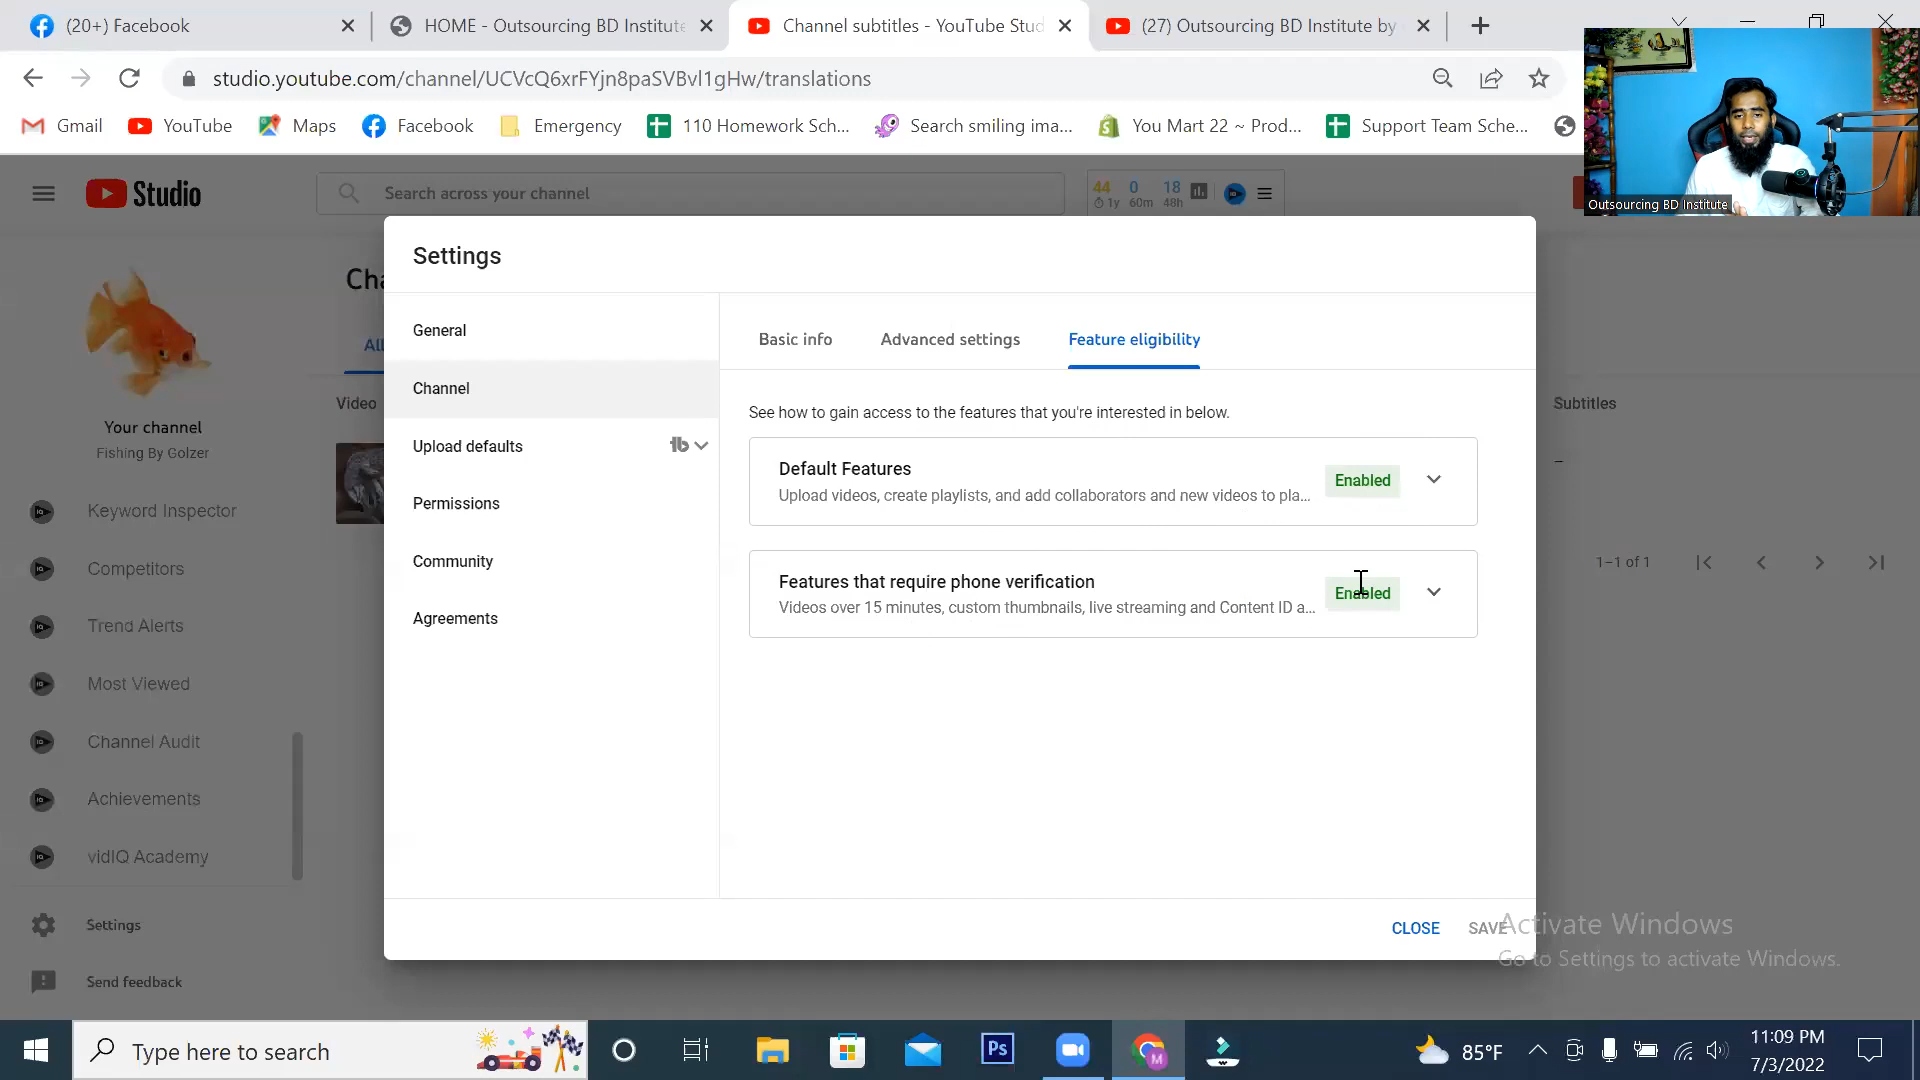 (20+) Facebook
HOME - Outsourcing BD Institute
Channel subtitles - YouTube Stud
(27) Outsourcing BD Institute by
studio.youtube.com/channel/UCVcQ6xrFYjn8paSVBvl1gHw/translations
Gmail
YouTube
Maps
Facebook
Emergency
110 Homework Sch...
Search smiling ima...
You Mart 22 ~ Prod...
Support Team Sche...
Outsourcing BD Institute
Studio
Search across your channel
44 0 18
1y 60m 48h
Cha
All
Video
Your channel
Fishing By Golzer
Keyword Inspector
Competitors
Trend Alerts
Most Viewed
Channel Audit
Achievements
vidIQ Academy
Settings
Send feedback
Settings
General
Channel
Upload defaults
tb
Permissions
Community
Agreements
Basic info
Advanced settings
Feature eligibility
See how to gain access to the features that you're interested in below.
Default Features
Upload videos, create playlists, and add collaborators and new videos to pla...
Enabled
Features that require phone verification
Videos over 15 minutes, custom thumbnails, live streaming and Content ID a...
Enabled
CLOSE
SAVE
Subtitles
–
1–1 of 1
Activate Windows
Go to Settings to activate Windows.
Type here to search
Ps
M
85°F
11:09 PM
7/3/2022